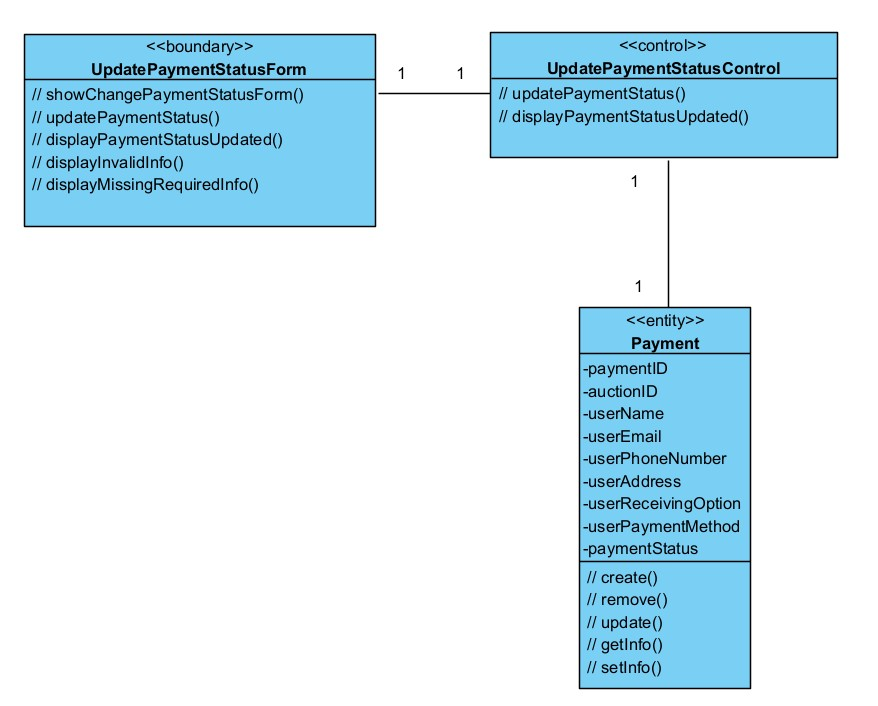 <<boundary>>
UpdatePaymentStatusForm
// showChangePaymentStatusForm()
// updatePaymentStatus()
// displayPaymentStatusUpdated()
// displayInvalidInfo()
// displayMissingRequiredInfo()
1
1
<<control>>
UpdatePaymentStatusControl
// updatePaymentStatus()
// displayPaymentStatusUpdated()
1
1
<<entity>>
Payment
-paymentID
-auctionID
-userName
-userEmail
-userPhoneNumber
-userAddress
-userReceivingOption
-userPaymentMethod
-paymentStatus
// create()
// remove()
// update()
// getInfo()
// setInfo()